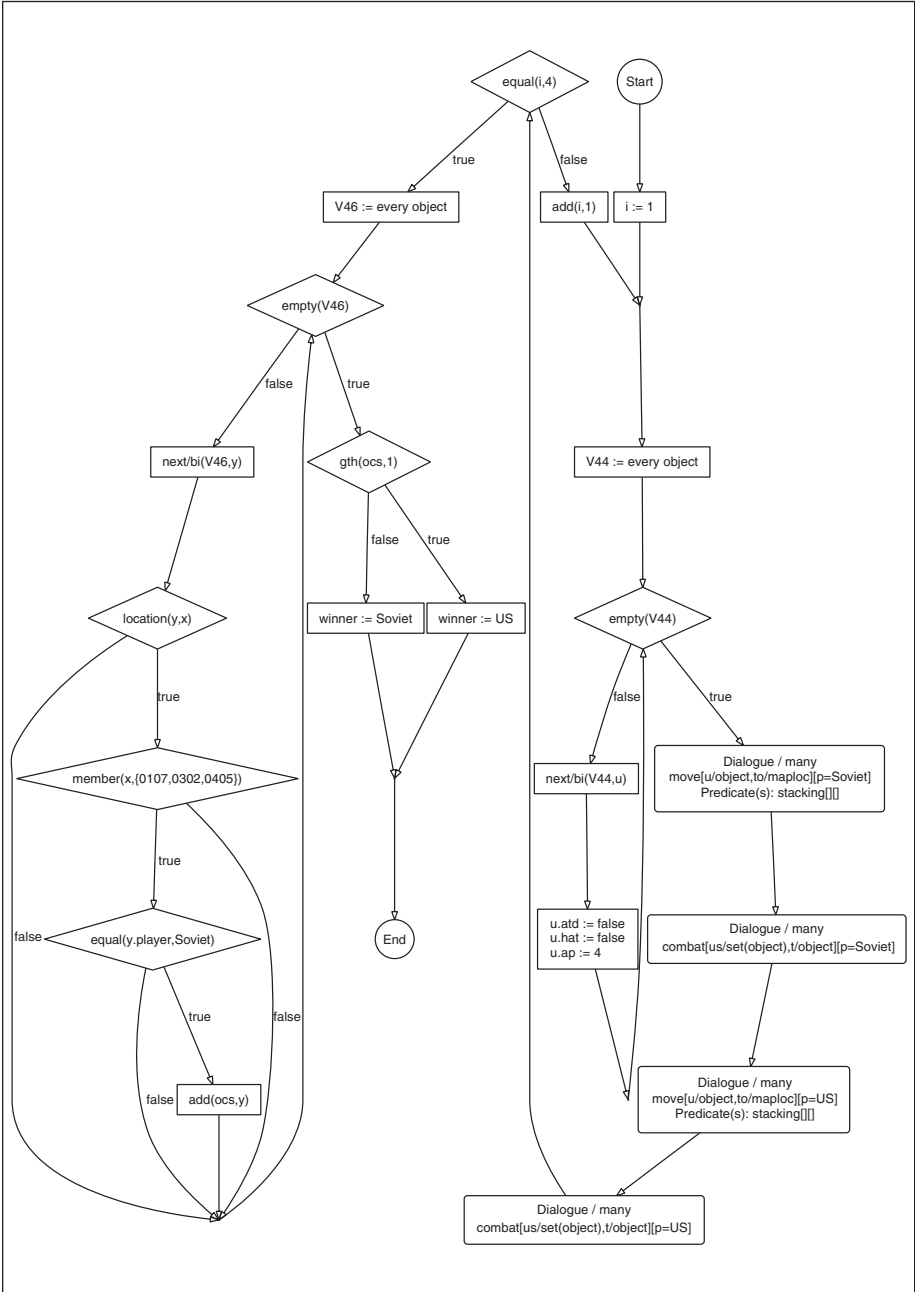 equal(i,4)
Start
true
false
V46 := every object
add(i,1)
i := 1
empty(V46)
false
true
next/bi(V46,y)
gth(ocs,1)
V44 := every object
false
true
location(y,x)
winner := Soviet
winner := US
empty(V44)
true
false
true
member(x,{0107,0302,0405})
next/bi(V44,u)
Dialogue / many
move[u/object,to/maploc][p=Soviet]
Predicate(s): stacking[][]
true
false
equal(y.player,Soviet)
End
u.atd := false
u.hat := false
u.ap := 4
Dialogue / many
combat[us/set(object),t/object][p=Soviet]
true
false
false
add(ocs,y)
Dialogue / many
move[u/object,to/maploc][p=US]
Predicate(s): stacking[][]
Dialogue / many
combat[us/set(object),t/object][p=US]